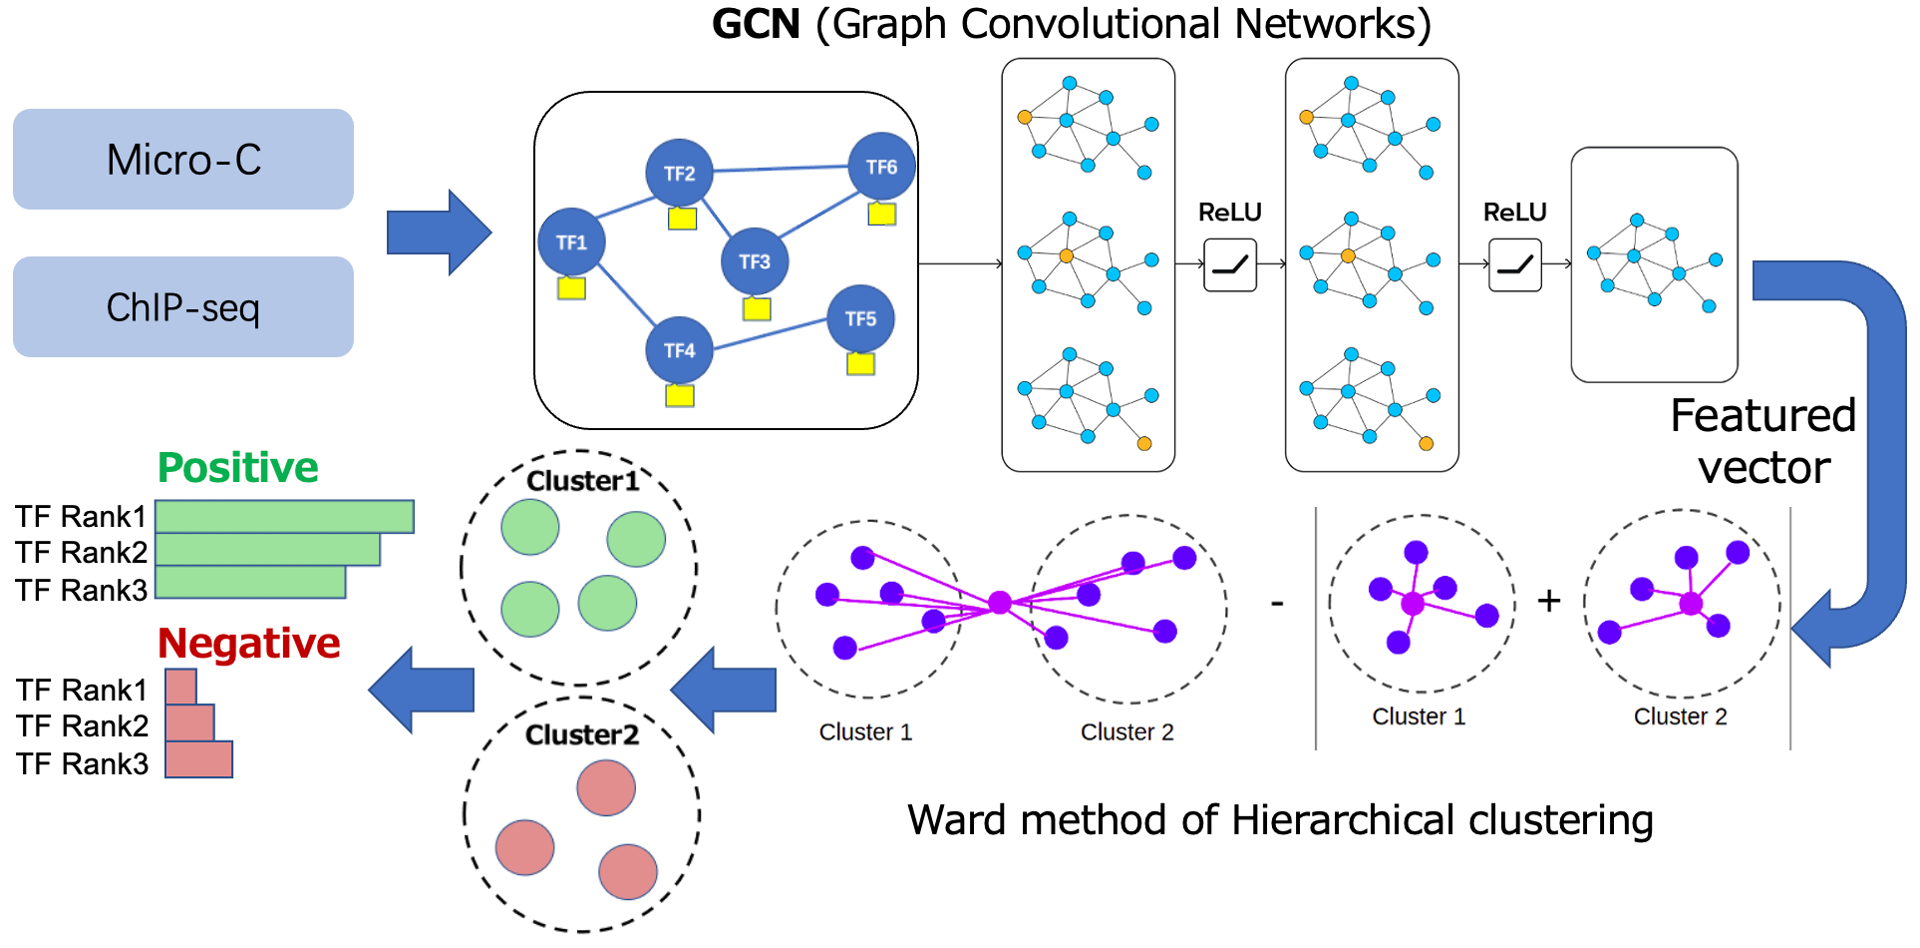 GCN (Graph Convolutional Networks)
Micro-C
ChIP-seq
TF1
TF2
TF3
TF4
TF5
TF6
ReLU
ReLU
Featured
vector
Cluster 1
Cluster 2
-
Cluster 1
+
Cluster 2
Ward method of Hierarchical clustering
Cluster1
Cluster2
Positive
TF Rank1
TF Rank2
TF Rank3
Negative
TF Rank1
TF Rank2
TF Rank3